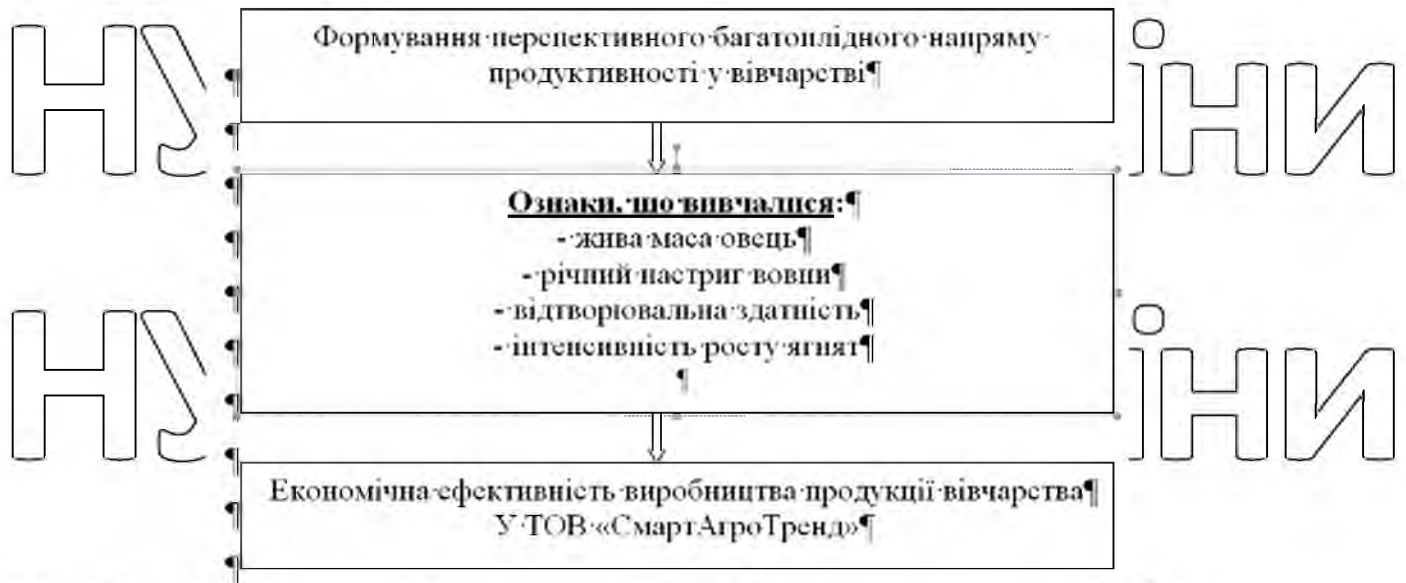 Формування перспективного багатоплідного напряму
продуктивності у вівчарстві¶
Ознаки, що вивчалися:¶
- жива маса овець¶
- річний настриг вовни¶
- відтворювальна здатність¶
- інтенсивність росту ягнят¶
¶
Економічна ефективність виробництва продукції вівчарства¶
У ТОВ «СмартАгроТренд»¶